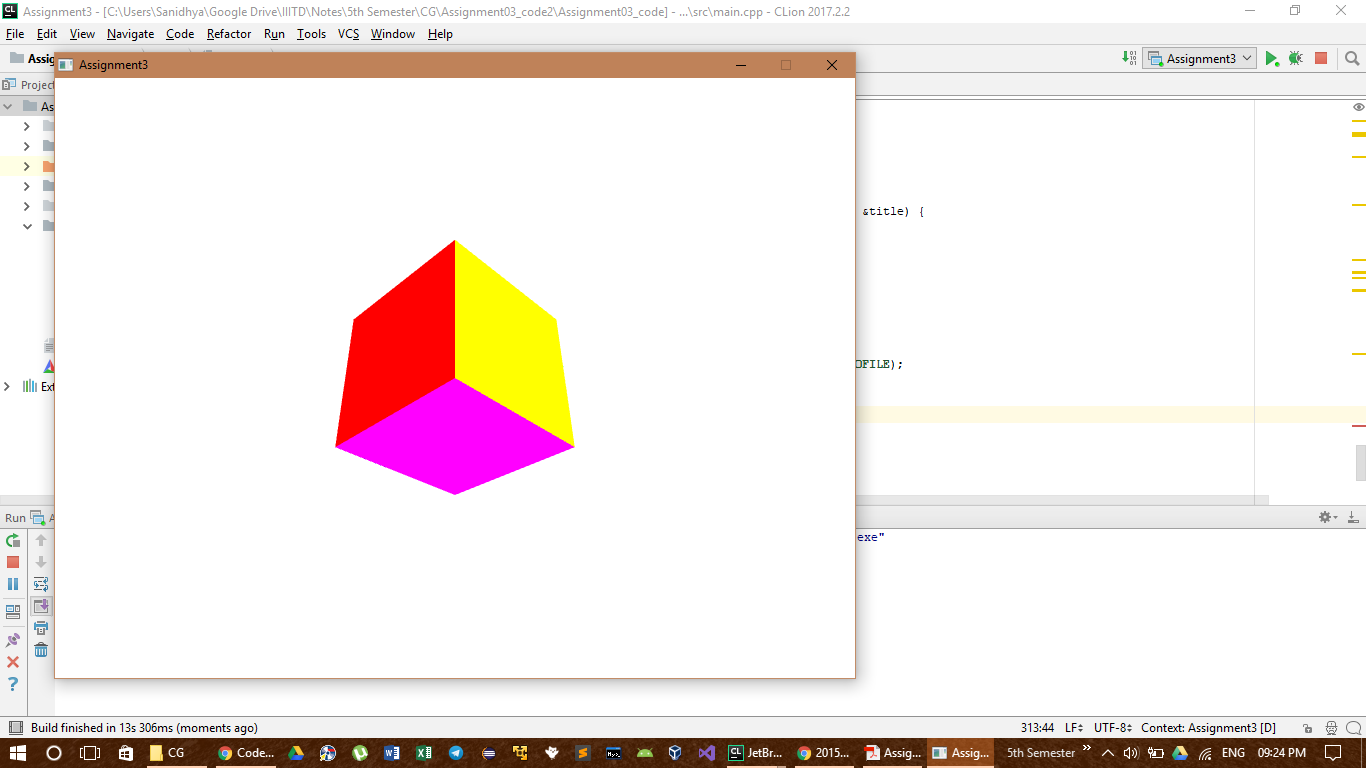 CL Assignment3 - [C:\Users\Sanidhya\Google Drive\IIITD\Notes\5th Semester\CG\Assignment03_code2\Assignment03_code] - ...\src\main.cpp - CLion 2017.2.2
File Edit View Navigate Code Refactor Run Tools VCS Window Help
Assig
Assignment3
Assignment3
Project
As
&title) {
OFILE);
Ext
Run A
exe"
Build finished in 13s 306ms (moments ago) 313:44 LF UTF-8 Context: Assignment3 [D]
CG Code... JetBr... 2015... Assig... Assig... 5th Semester ENG 09:24 PM